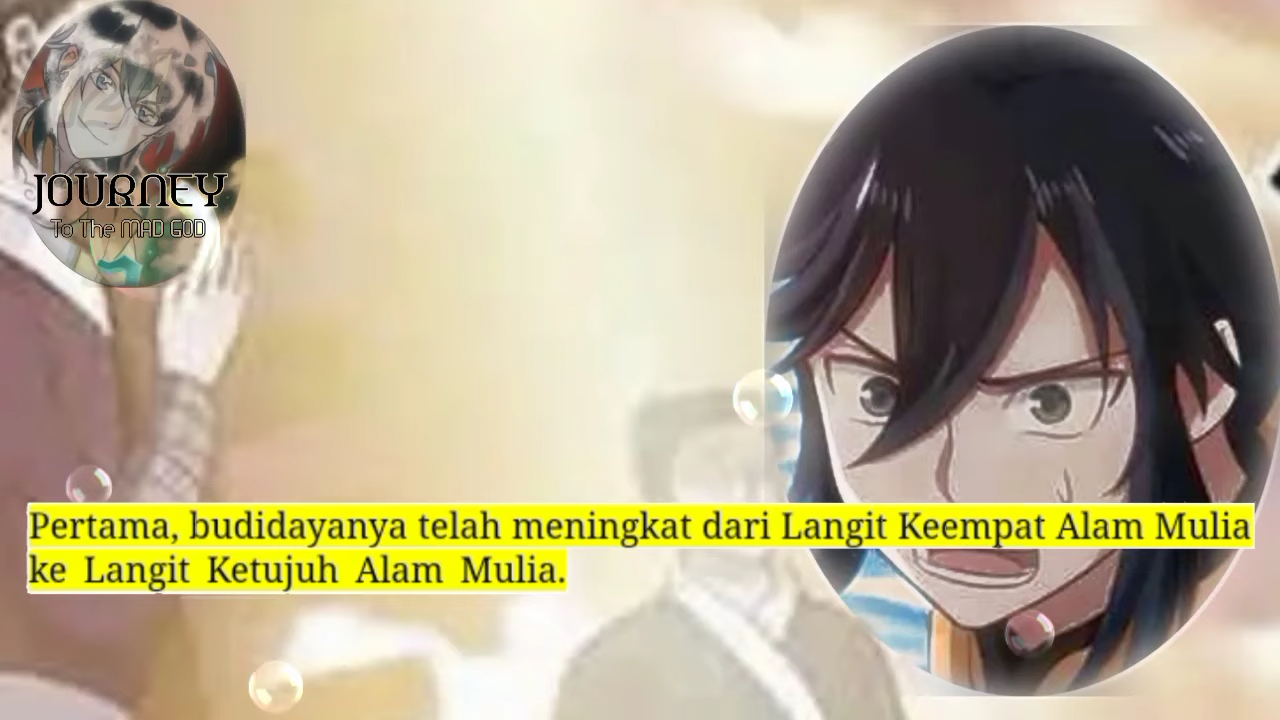 JOURNEY
To The MAD GOD
Pertama, budidayanya telah meningkat dari Langit Keempat Alam Mulia
ke Langit Ketujuh Alam Mulia.